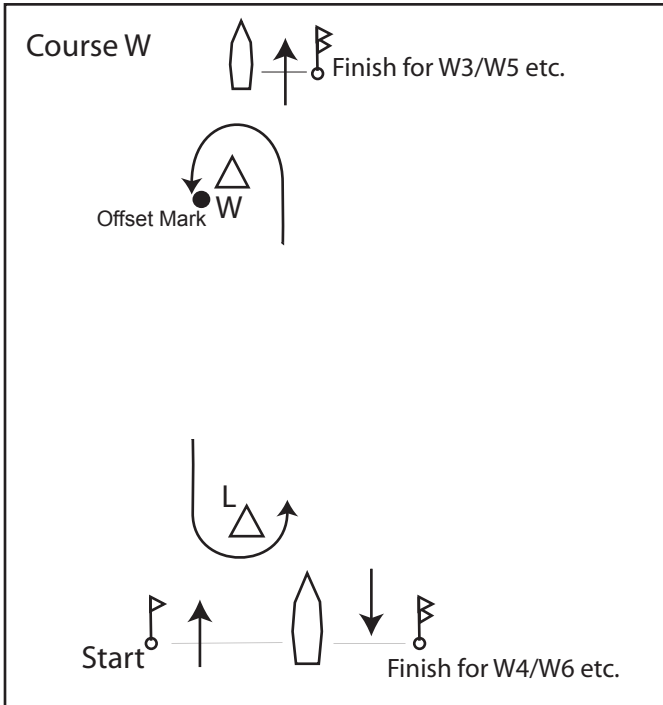 Course W
Finish for W3/W5 etc.
W
Offset Mark
L
Start
Finish for W4/W6 etc.